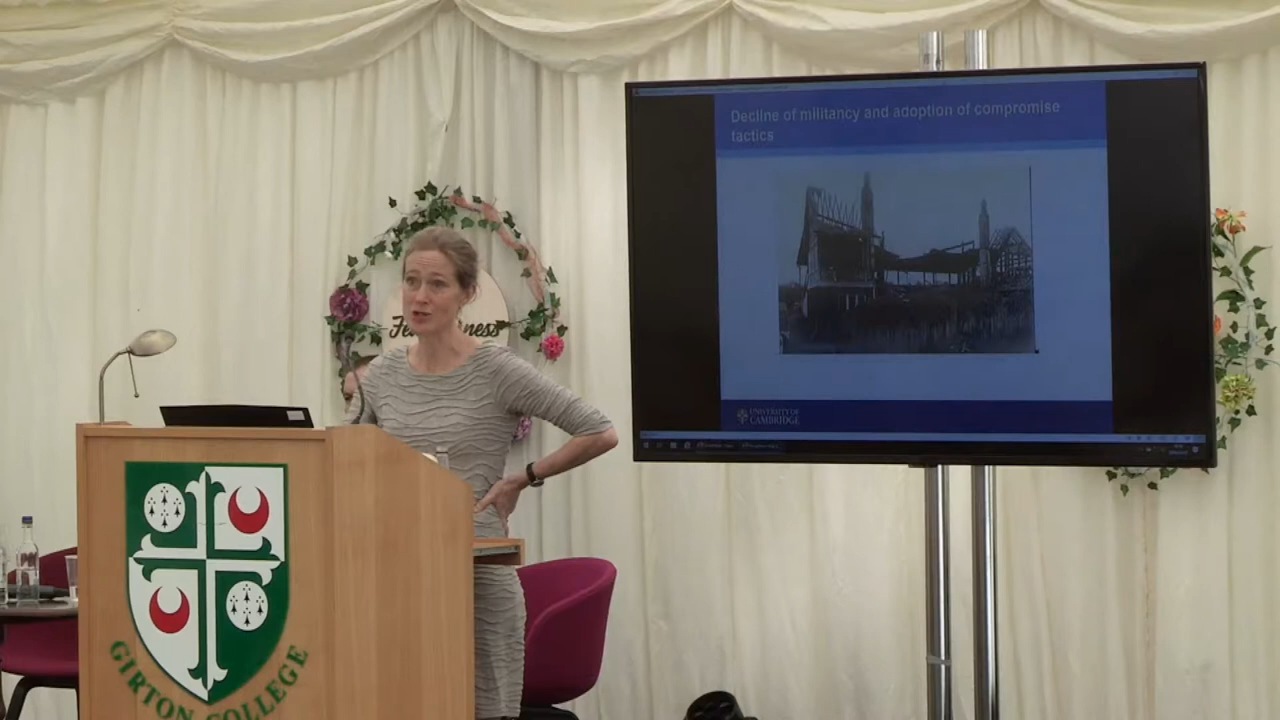 Decline of militancy and adoption of compromise
tactics
UNIVERSITY OF
CAMBRIDGE
GIRTON COLLEGE